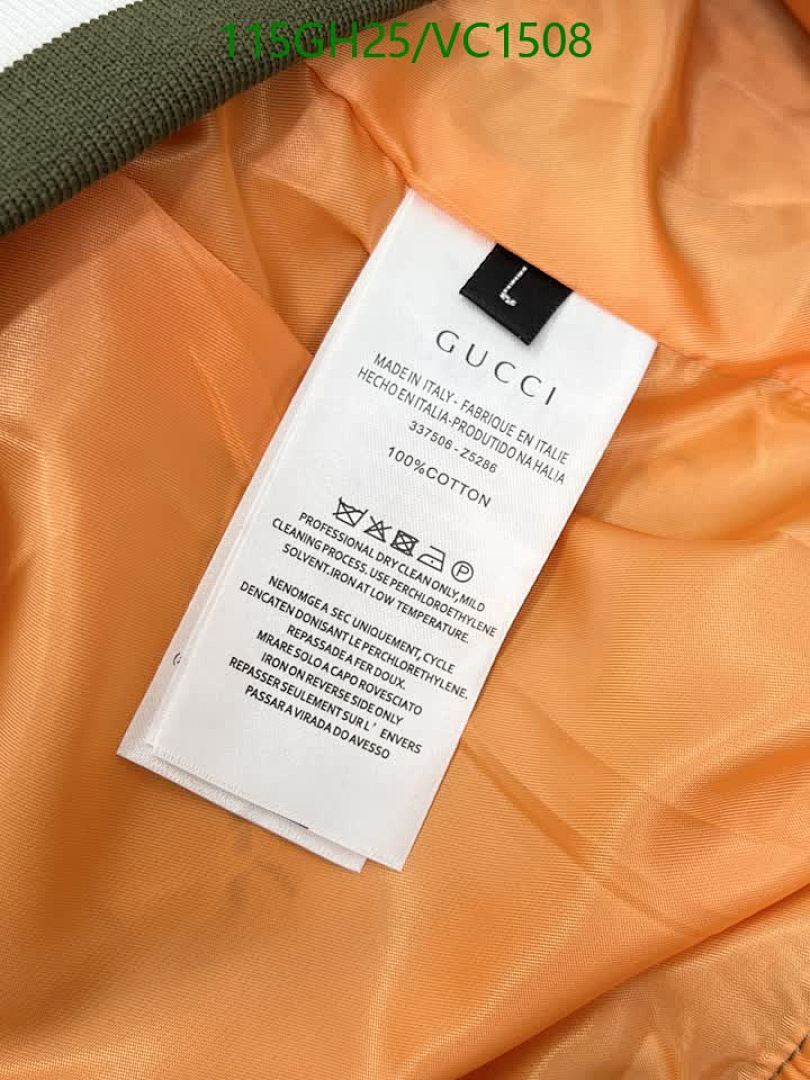 115GH25/VC1508
L
GUCCI
MADE IN ITALY - FABRIQUE EN ITALIE
HECHO EN ITALIA-PRODUTIDO NA HALIA
337506 - Z5286
100%COTTON
PROFESSIONAL DRY CLEAN ONLY,MILD
CLEANING PROCESS. USE PERCHLOROETHYLENE
SOLVENT.IRON AT LOW TEMPERATURE.
NENOMGE A SEC UNIQUEMENT, CYCLE
DENCATEN DONISANT LE PERCHLORETHYLENE.
REPASSADE A FER DOUX.
MRARE SOLO A CAPO ROVESCIATO
IRON ON REVERSE SIDE ONLY
REPASSER SEULEMENT SUR L' ENVERS
PASSAR A VIRADA DO AVESSO